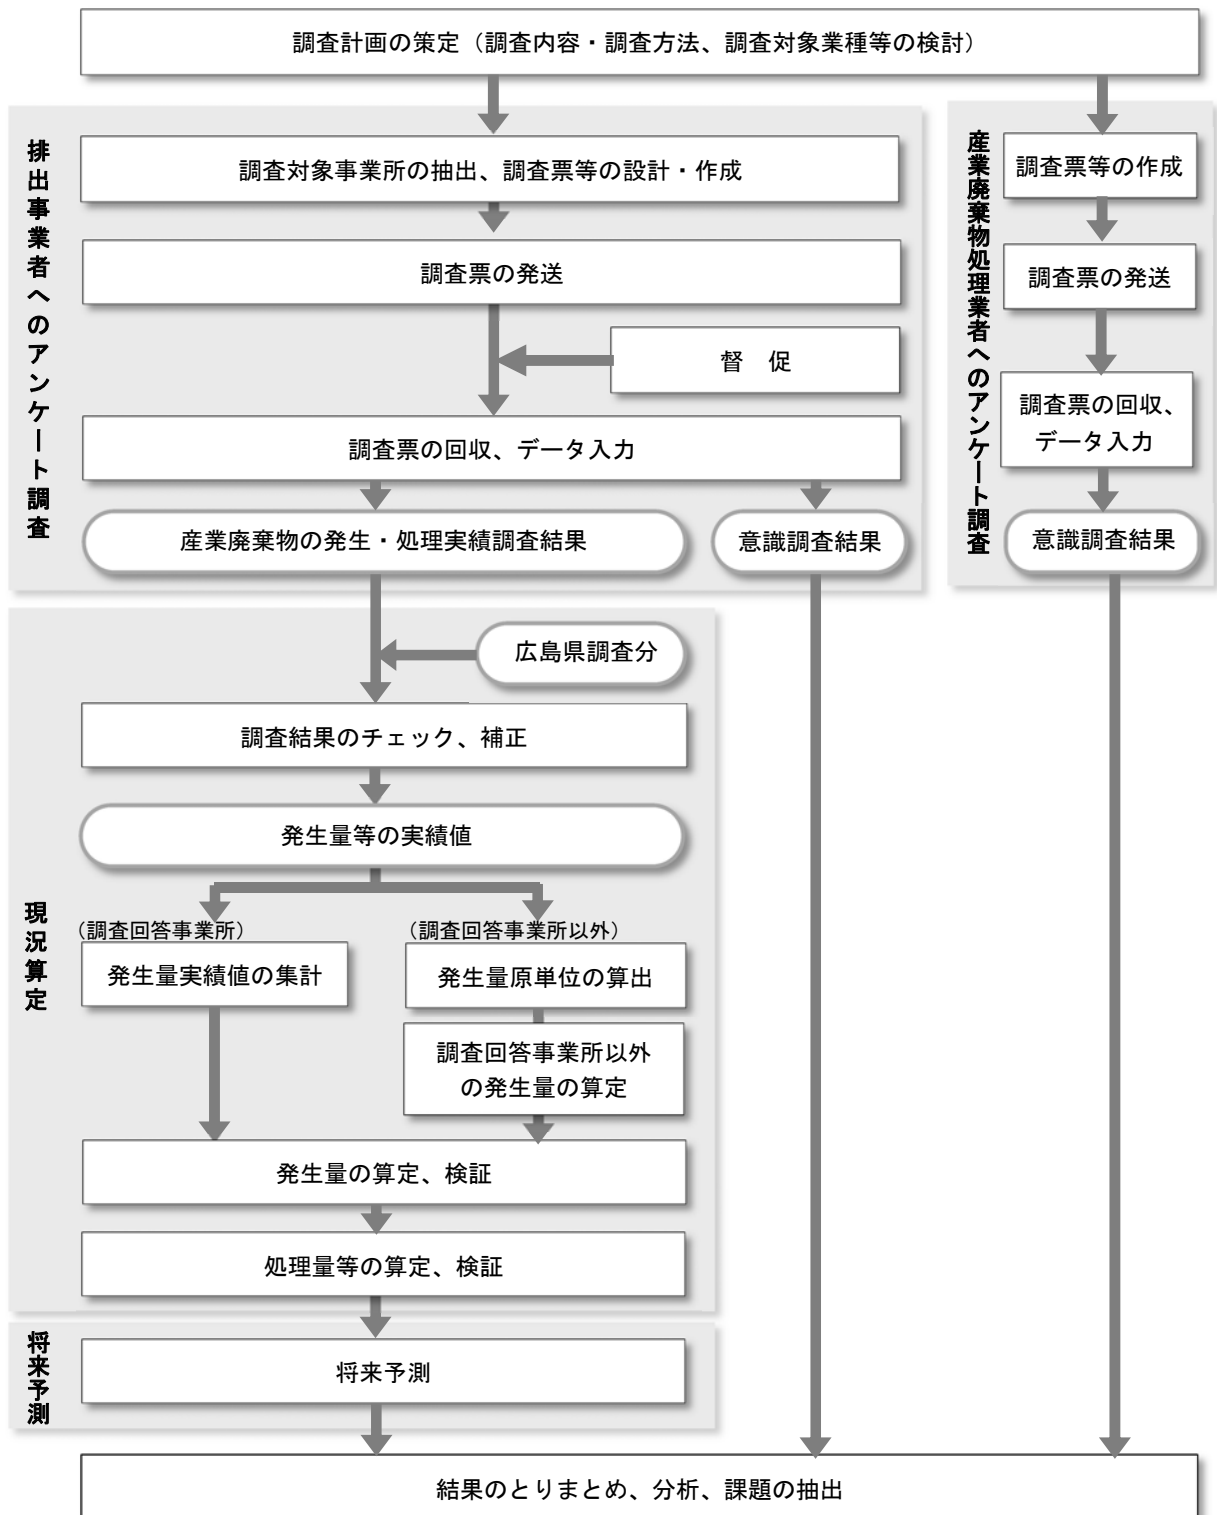 調査計画の策定（調査内容・調査方法、調査対象業種等の検討）
排出事業者へのアンケート調査
調査対象事業所の抽出、調査票等の設計・作成
調査票の発送
督　促
調査票の回収、データ入力
産業廃棄物の発生・処理実績調査結果
意識調査結果
産業廃棄物処理業者へのアンケート調査
調査票等の作成
調査票の発送
調査票の回収、
データ入力
意識調査結果
現況算定
広島県調査分
調査結果のチェック、補正
発生量等の実績値
（調査回答事業所）
発生量実績値の集計
（調査回答事業所以外）
発生量原単位の算出
調査回答事業所以外
の発生量の算定
発生量の算定、検証
処理量等の算定、検証
将来予測
将来予測
結果のとりまとめ、分析、課題の抽出